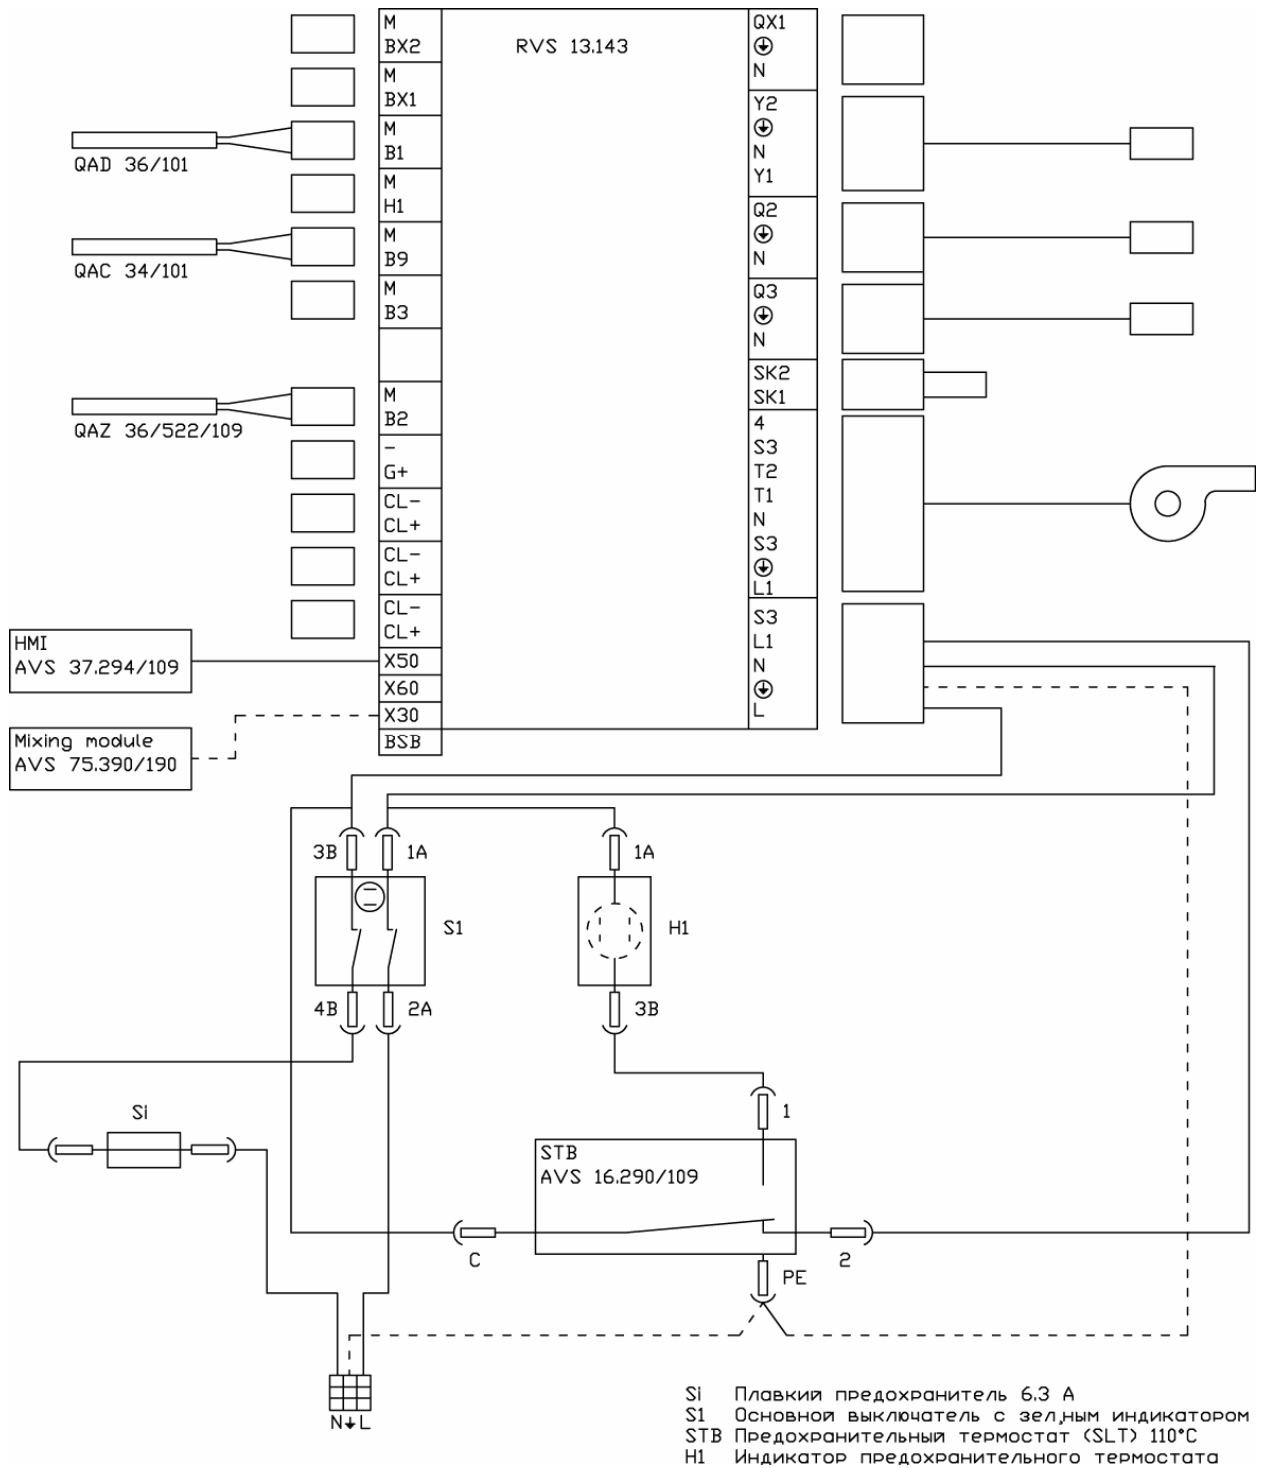 M
BX2
M
BX1
M
B1
M
H1
M
B9
M
B3
M
B2
-
G+
CL-
CL+
CL-
CL+
CL-
CL+
X50
X60
X30
BSB
RVS 13.143
QX1
N
Y2
N
Y1
Q2
N
Q3
N
SK2
SK1
4
S3
T2
T1
N
S3
L1
S3
L1
N
L
QAD 36/101
QAC 34/101
QAZ 36/522/109
HMI
AVS 37.294/109
Mixing module
AVS 75.390/190
3B
1A
S1
4B
2A
1A
H1
3B
Si
1
STB
AVS 16.290/109
C
2
PE
N L
Si Плавкий предохранитель 6.3 А
S1 Основной выключатель с зел,ным индикатором
STB Предохранительный термостат (SLT) 110°C
H1 Индикатор предохранительного термостата